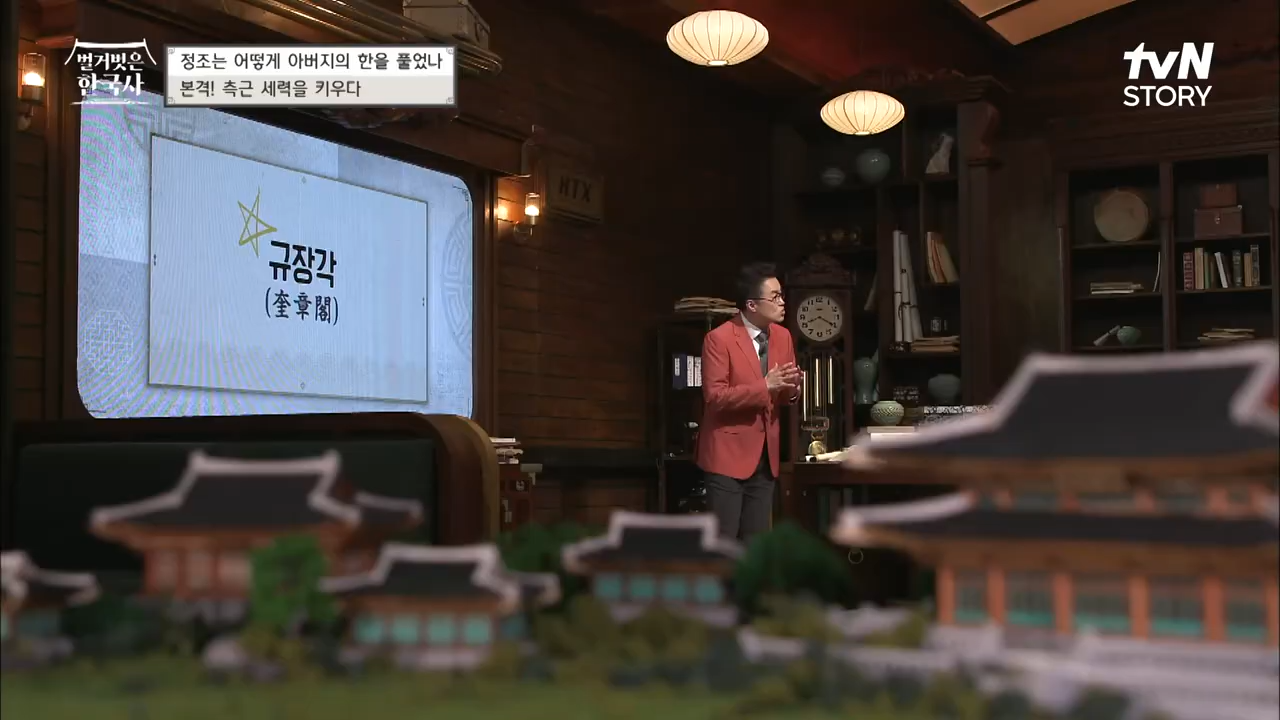 벌거벗은
한국사
정조는 어떻게 아버지의 한을 풀었나
본격! 측근 세력을 키우다
tvN
STORY
규장각
(奎章閣)